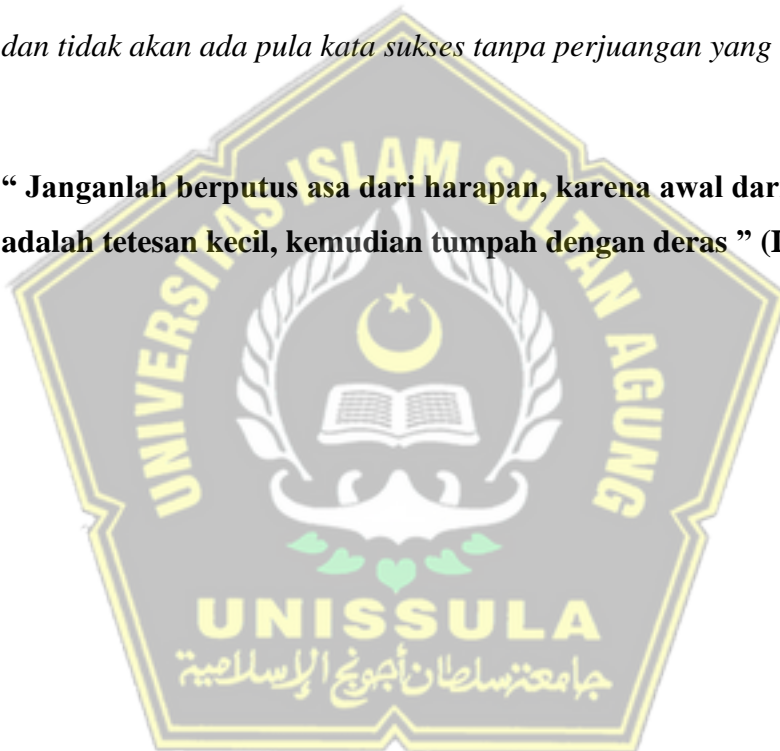 dan tidak akan ada pula kata sukses tanpa perjuangan yang
“ Janganlah berputus asa dari harapan, karena awal dar
adalah tetesan kecil, kemudian tumpah dengan deras ” (I
UNIVERSITAS ISLAM SULTAN AGUNG
UNISSULA
جامعة سلطان أجونج الإسلامية